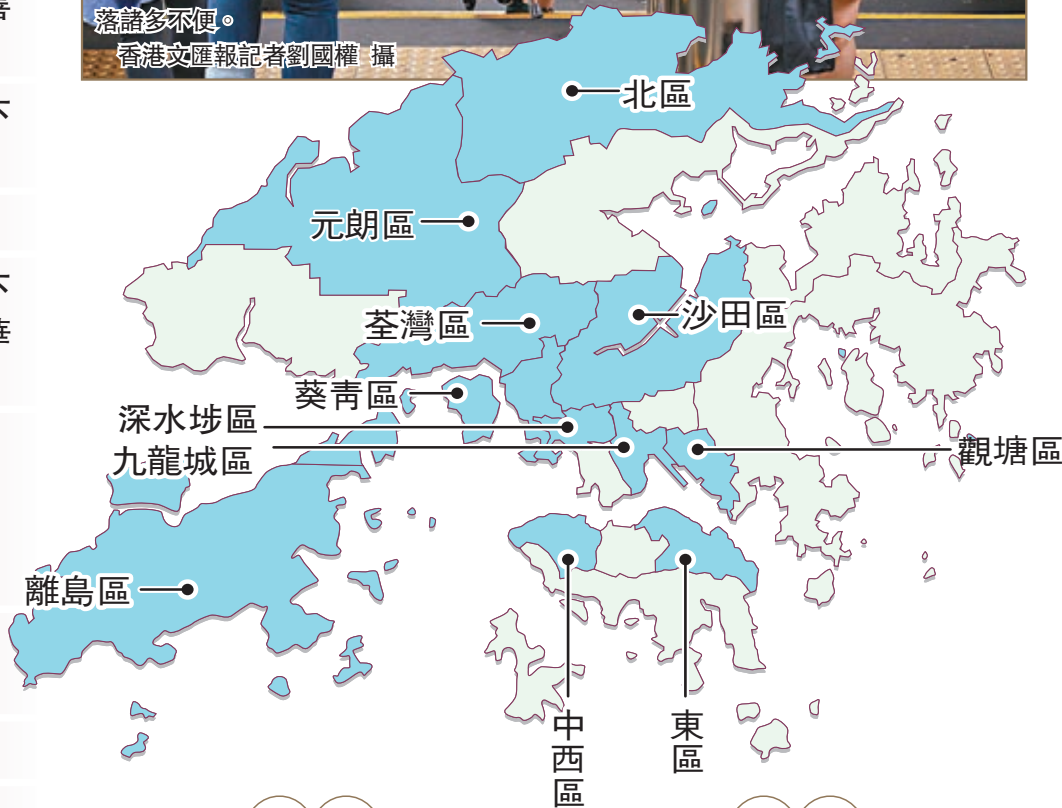 落諸多不便。
香港文匯報記者劉國權 攝
北區
元朗區
荃灣區
沙田區
葵青區
深水埗區
九龍城區
觀塘區
離島區
中西區
東區